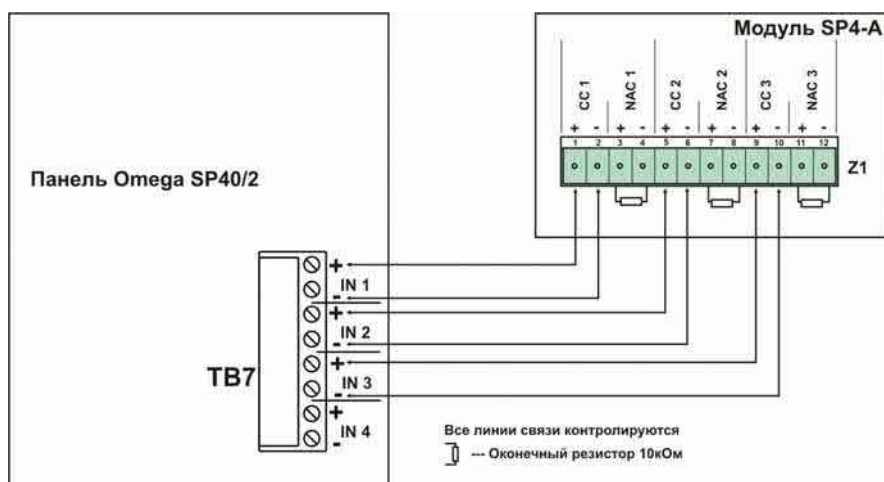 Модуль SP4-A
CC 1 NAC 1 CC 2 NAC 2 CC 3 NAC 3
+ - + - + - + - + - + -
1 2 3 4 5 6 7 8 9 10 11 12
Z1
Панель Omega SP40/2
+
IN 1
-
+
IN 2
-
+
TB7
IN 3
-
+
IN 4
-
Все линии связи контролируются
--- Оконечный резистор 10кОм